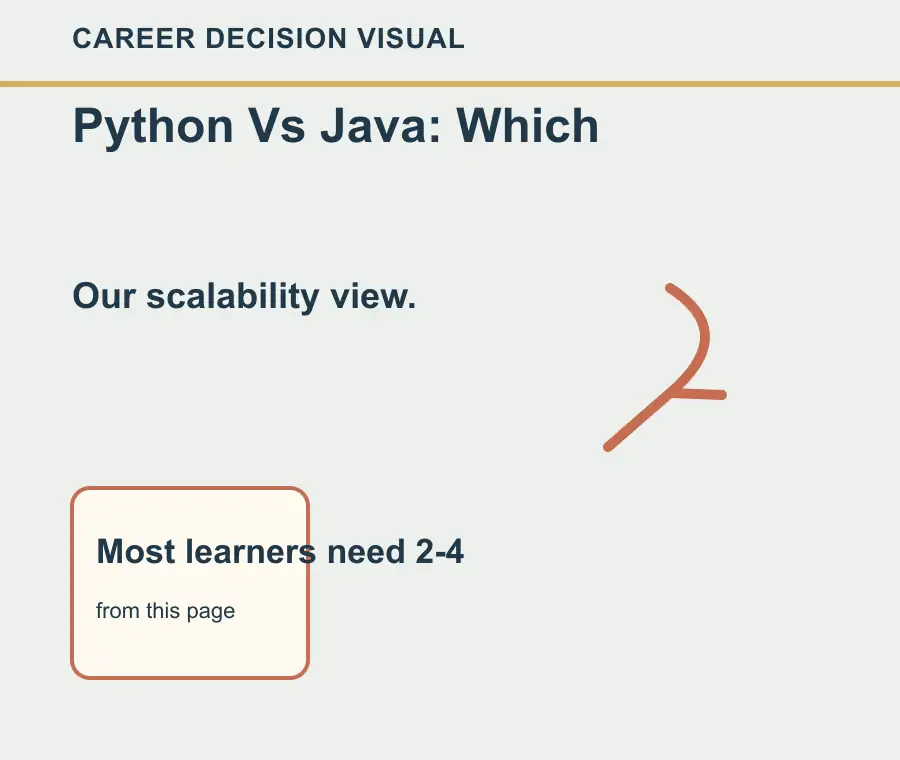 CAREER DECISION VISUAL
Python Vs Java: Which
Our scalability view.
Most learners need 2-4
from this page